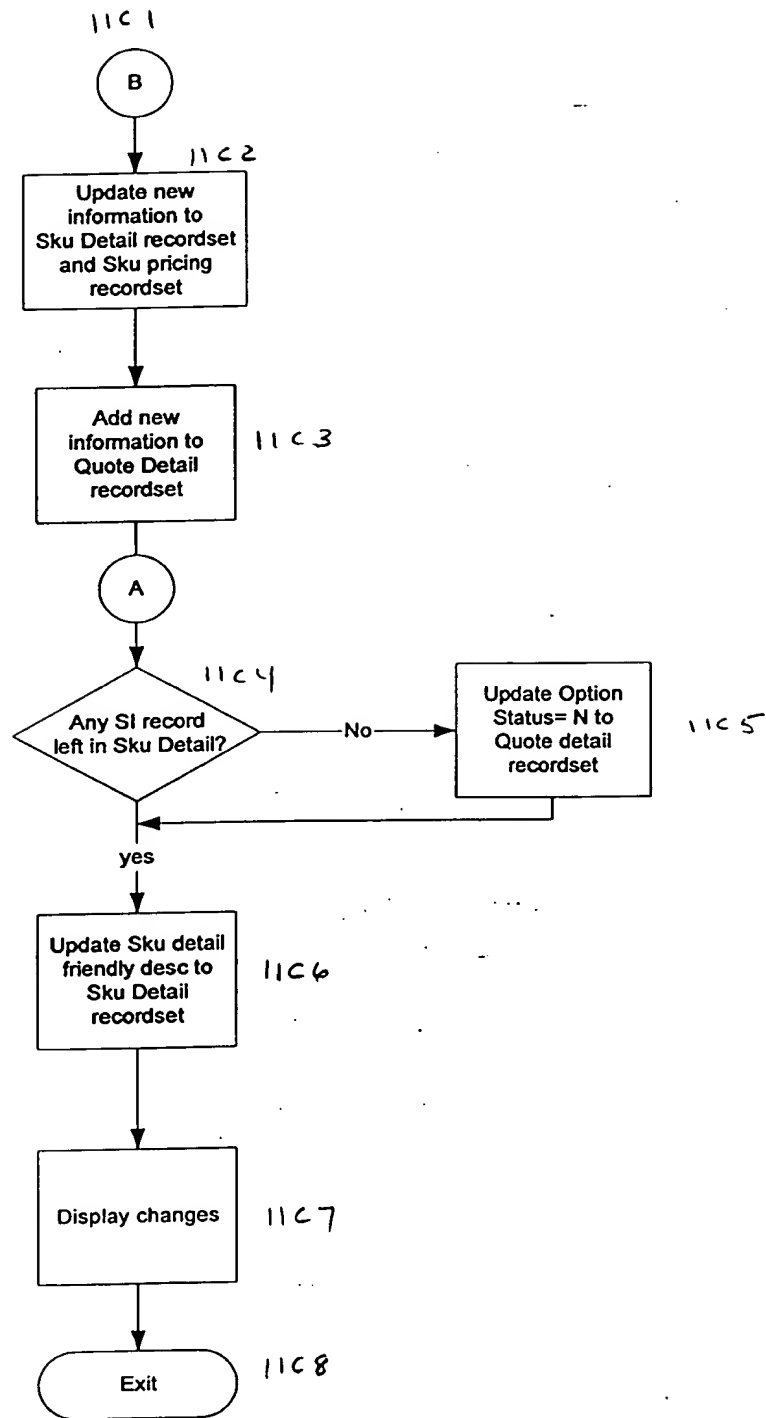 11C1
B
11C2
Update new
information to
Sku Detail recordset
and Sku pricing
recordset
Add new
information to
Quote Detail
recordset
11C3
A
11C4
Any SI record
left in Sku Detail?
No
Update Option
Status= N to
Quote detail
recordset
11C5
yes
Update Sku detail
friendly desc to
Sku Detail
recordset
11C6
Display changes
11C7
Exit
11C8